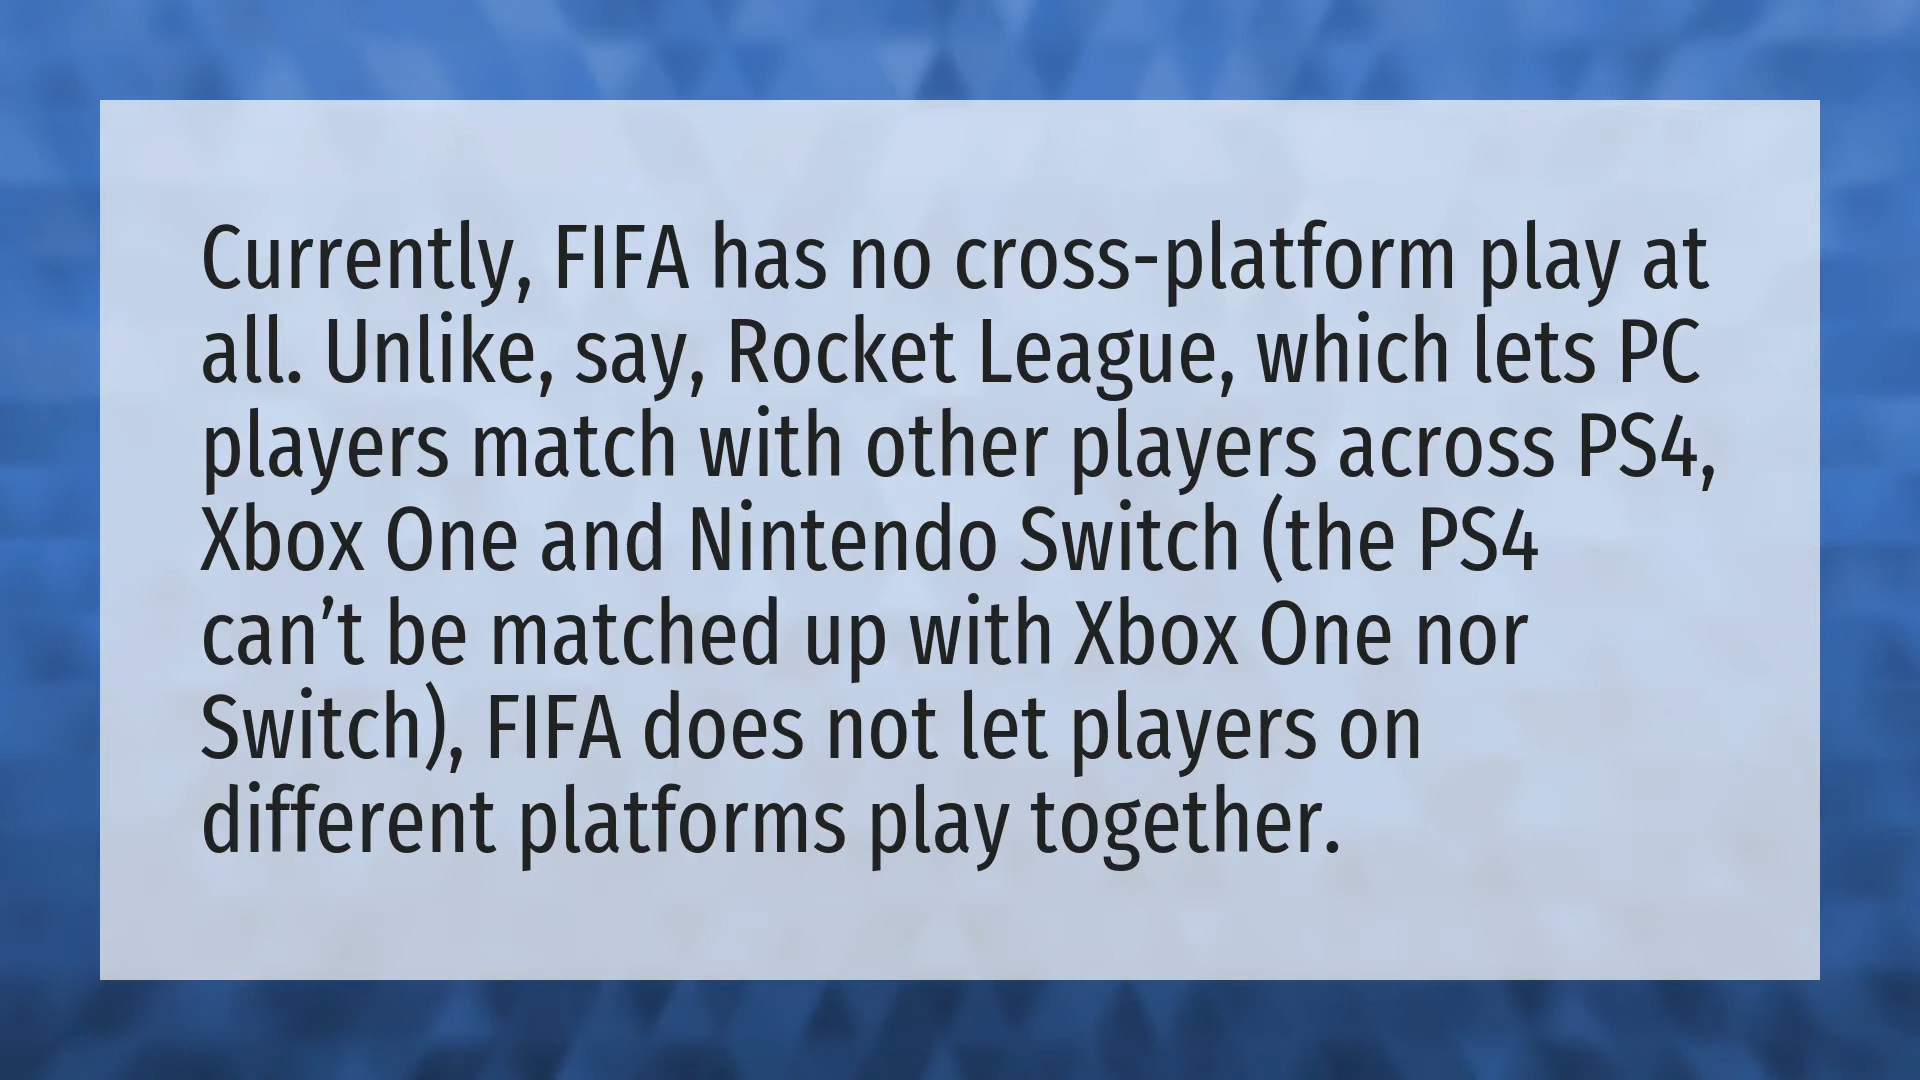 Currently, FIFA has no cross-platform play at
all. Unlike, say, Rocket League, which lets PC
players match with other players across PS4,
Xbox One and Nintendo Switch (the PS4
can’t be matched up with Xbox One nor
Switch), FIFA does not let players on
different platforms play together.